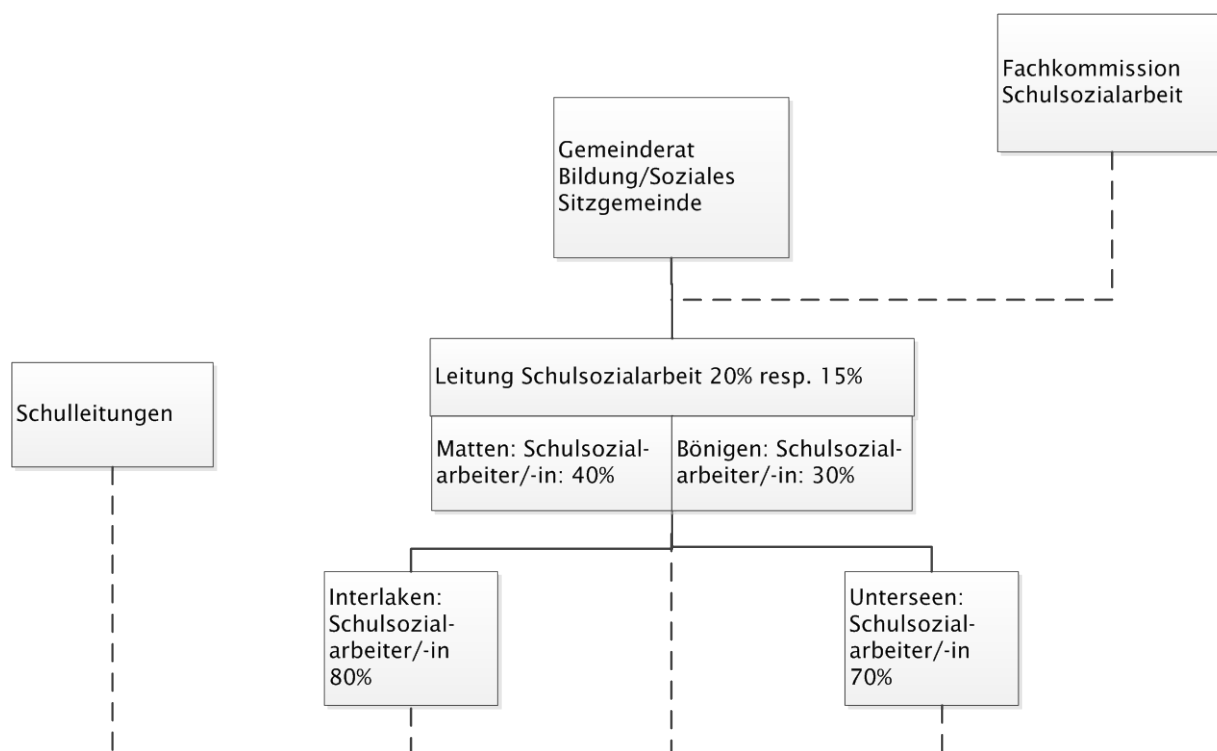 Fachkommission
Schulsozialarbeit
Gemeinderat
Bildung/Soziales
Sitzgemeinde
Leitung Schulsozialarbeit 20% resp. 15%
Schulleitungen
Matten: Schulsozial-
arbeiter/-in: 40%
Bönigen: Schulsozial-
arbeiter/-in: 30%
Interlaken:
Schulsozial-
arbeiter/-in
80%
Unterseen:
Schulsozial-
arbeiter/-in
70%